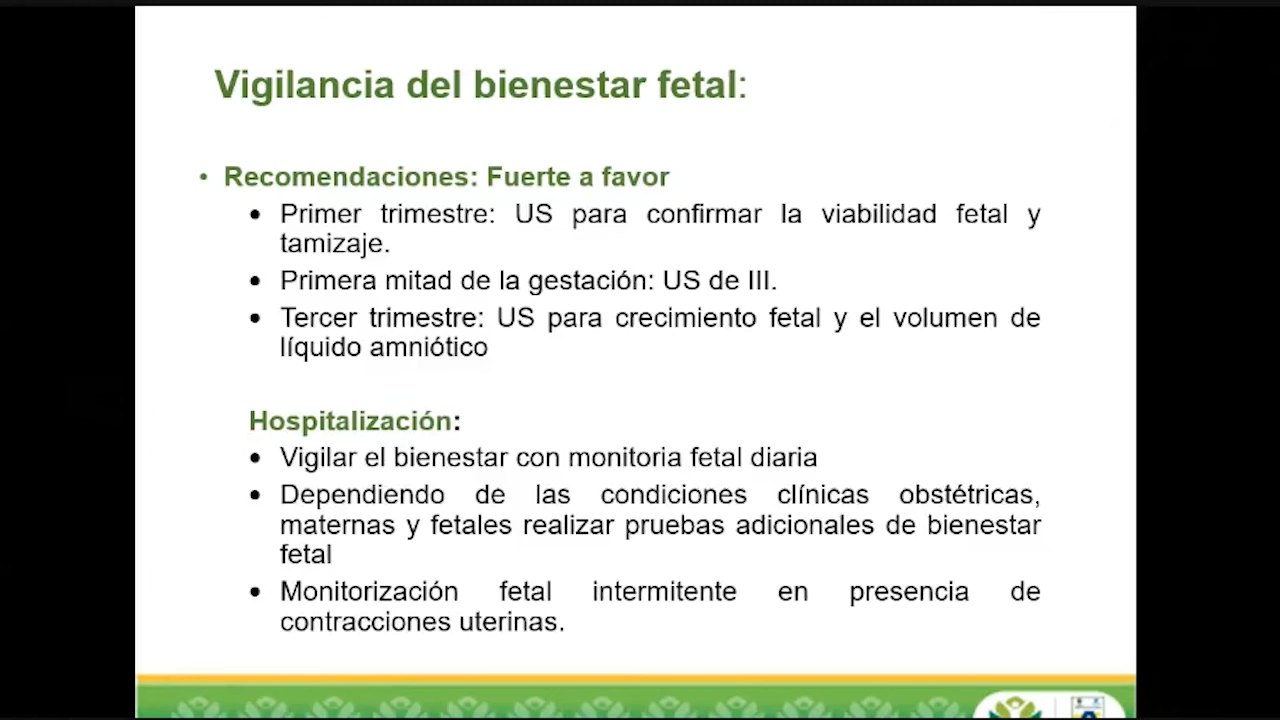 Vigilancia del bienestar fetal:
• Recomendaciones: Fuerte a favor
• Primer trimestre: US para confirmar la viabilidad fetal y
tamizaje.
• Primera mitad de la gestación: US de III.
• Tercer trimestre: US para crecimiento fetal y el volumen de
líquido amniótico
Hospitalización:
• Vigilar el bienestar con monitoria fetal diaria
• Dependiendo de las condiciones clínicas obstétricas,
maternas y fetales realizar pruebas adicionales de bienestar
fetal
• Monitorización fetal intermitente en presencia de
contracciones uterinas.